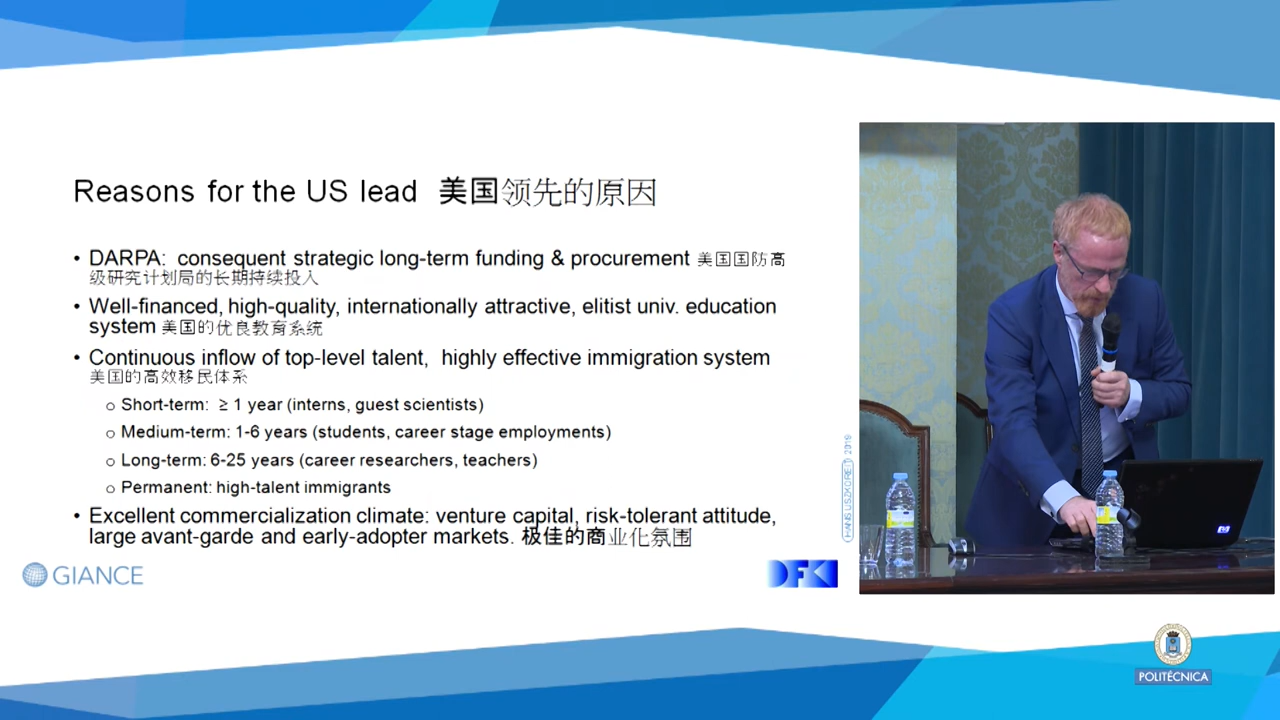 Reasons for the US lead 美国领先的原因
• DARPA: consequent strategic long-term funding & procurement 美国国防高
级研究计划局的长期持续投入
• Well-financed, high-quality, internationally attractive, elitist univ. education
system 美国的优良教育系统
• Continuous inflow of top-level talent, highly effective immigration system
美国的高效移民体系
o Short-term: ≥ 1 year (interns, guest scientists)
o Medium-term: 1-6 years (students, career stage employments)
o Long-term: 6-25 years (career researchers, teachers)
o Permanent: high-talent immigrants
• Excellent commercialization climate: venture capital, risk-tolerant attitude,
large avant-garde and early-adopter markets. 极佳的商业化氛围
GIANCE
DFKI
HANS USZKOREIT 2019
hp
POLITÉCNICA